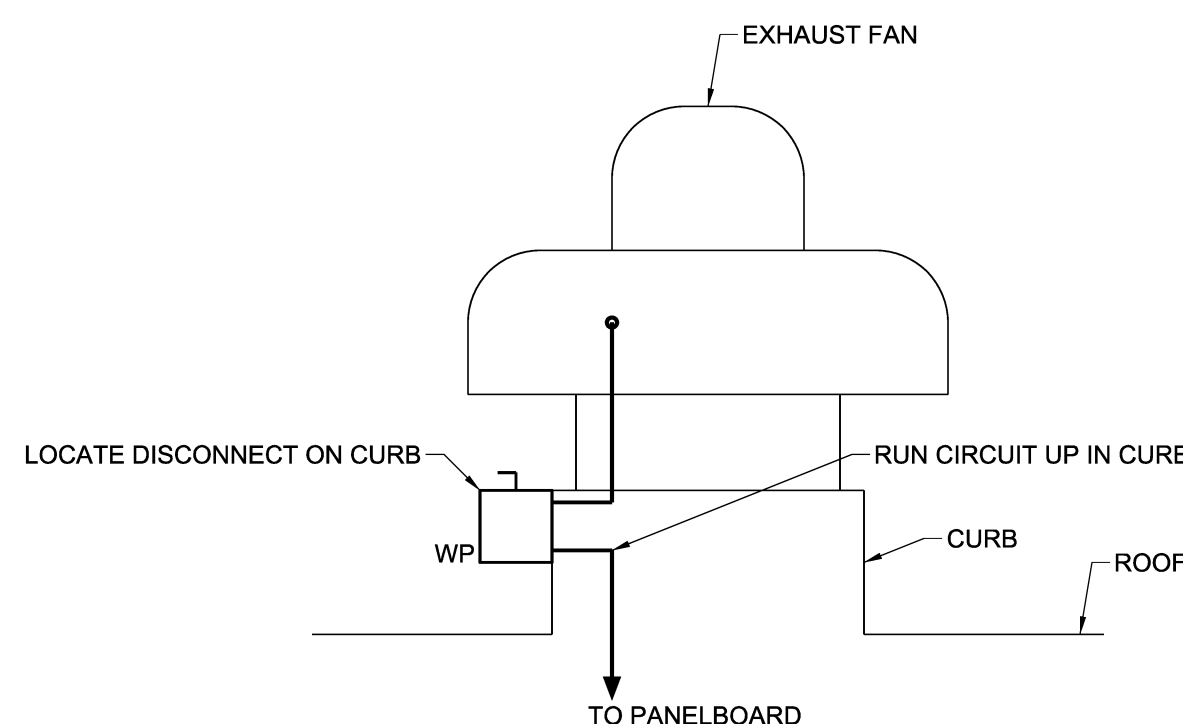 EXHAUST FAN
LOCATE DISCONNECT ON CURB
RUN CIRCUIT UP IN CURB
WP
CURB
ROOF
TO PANELBOARD